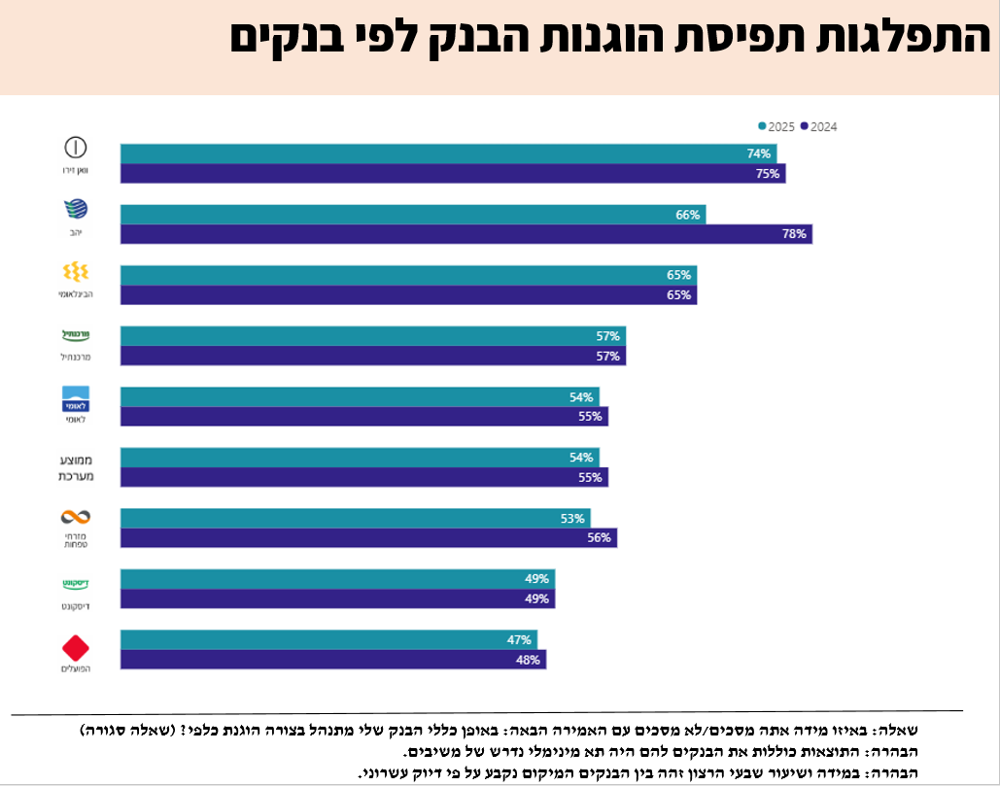 התפלגות תפיסת הוגנות הבנק לפי בנקים
2025 2024
וואן זירו
74%
75%
יהב
66%
78%
הבינלאומי
65%
65%
מרכנתיל
מרכנתיל
57%
57%
לאומי
לאומי
54%
55%
ממוצע
מערכת
54%
55%
מזרחי
טפחות
53%
56%
דיסקונט
דיסקונט
49%
49%
הפועלים
47%
48%
שאלה: באיזו מידה אתה מסכים/לא מסכים עם האמירה הבאה: באופן כללי הבנק שלי מתנהל בצורה הוגנת כלפי? (שאלה סגורה)
הבהרה: התוצאות כוללות את הבנקים להם היה תא מינימלי נדרש של משיבים.
הבהרה: במידה ושיעור שבעי הרצון זהה בין הבנקים המיקום נקבע על פי דיוק עשרוני.